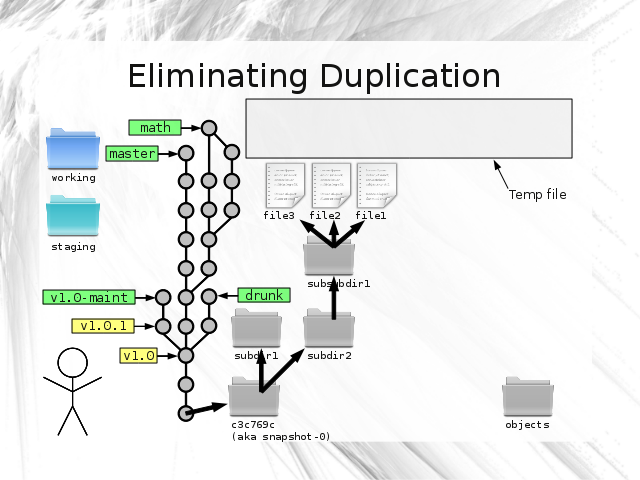 Eliminating Duplication
math
master
working
staging
file3
file2
file1
Temp file
subsubdir1
v1.0-maint
drunk
v1.0.1
v1.0
subdir1
subdir2
c3c769c
(aka snapshot-0)
objects